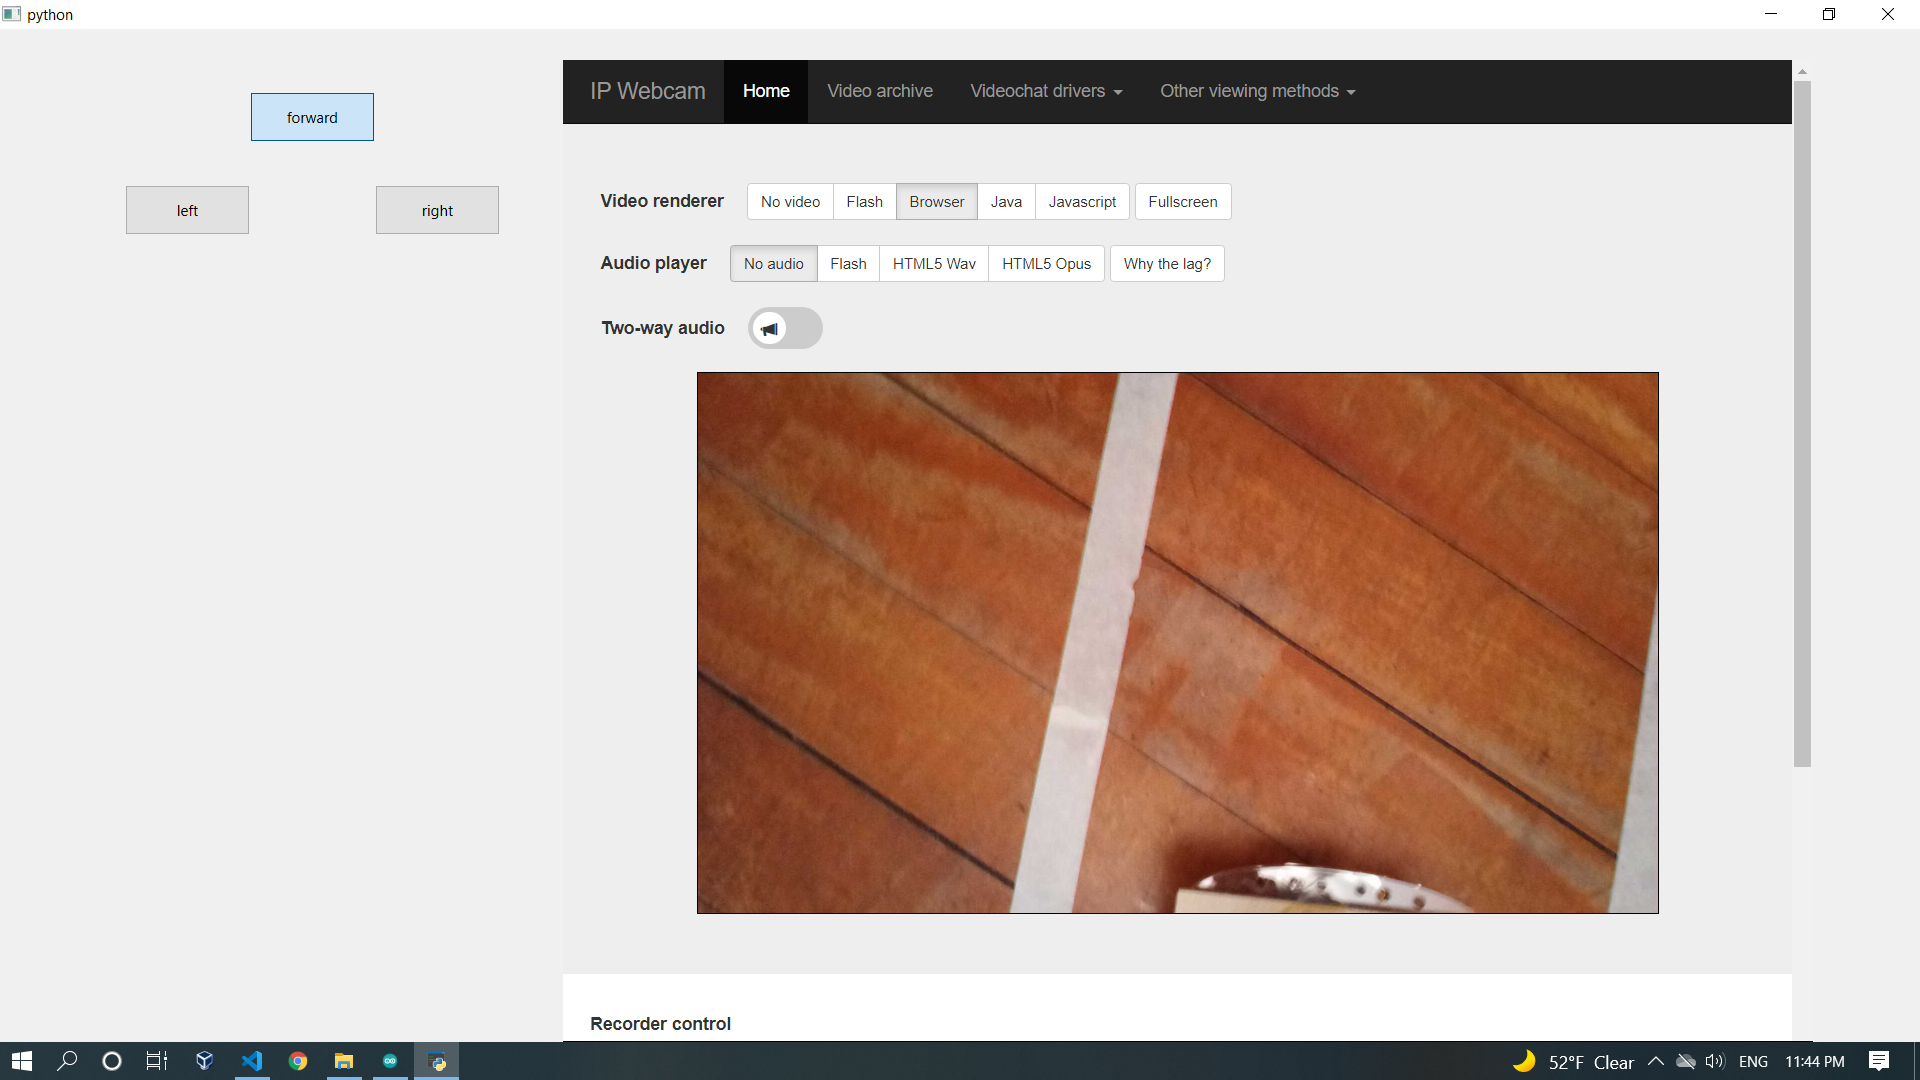 python
forward
left
right
IP Webcam Home Video archive Videochat drivers Other viewing methods
Video renderer No video Flash Browser Java Javascript Fullscreen
Audio player No audio Flash HTML5 Wav HTML5 Opus Why the lag?
Two-way audio
Recorder control
52°F Clear ENG 11:44 PM